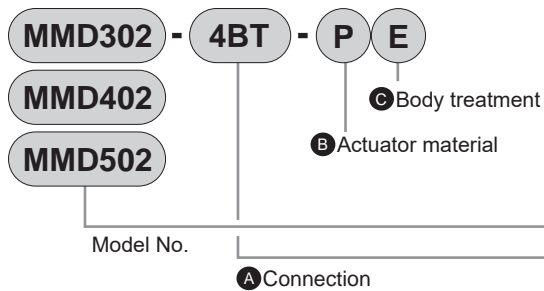 MMD302 - 4BT - P E
MMD402
MMD502
C Body treatment
B Actuator material
Model No.
A Connection